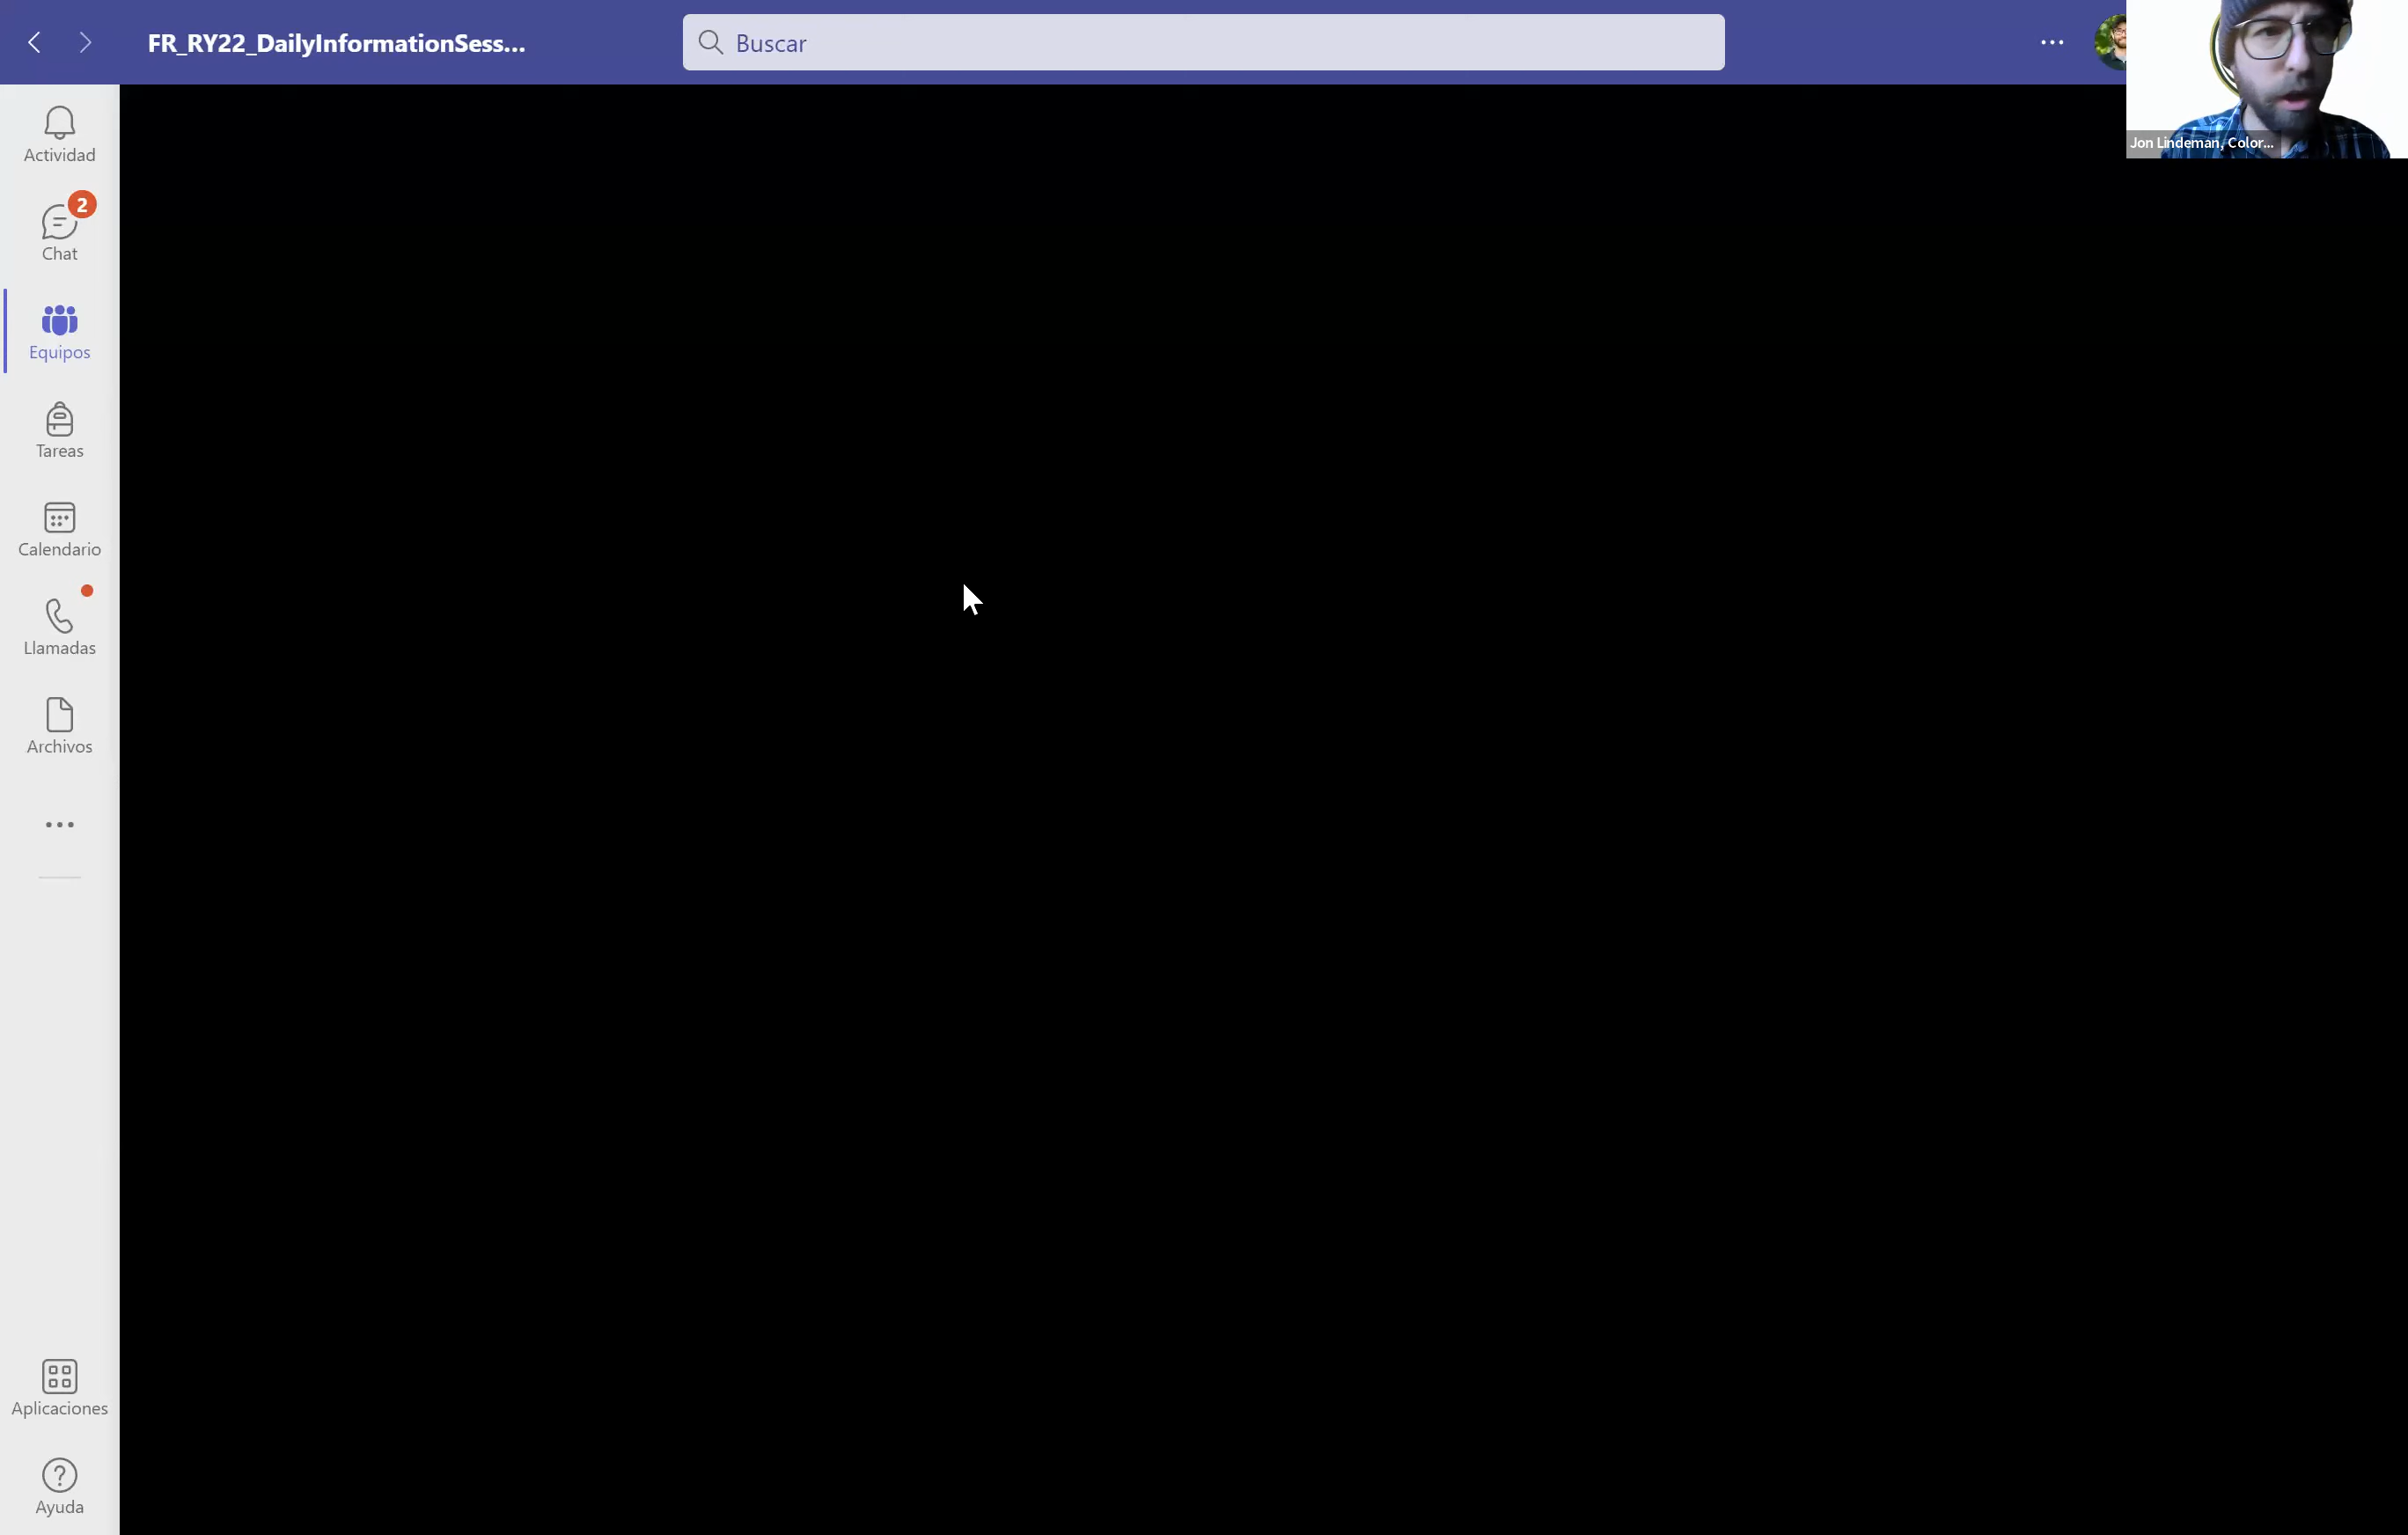 FR_RY22_DailyInformationSess...
Buscar
Jon Lindeman, Color...
Actividad
2
Chat
Equipos
Tareas
Calendario
Llamadas
Archivos
Aplicaciones
Ayuda